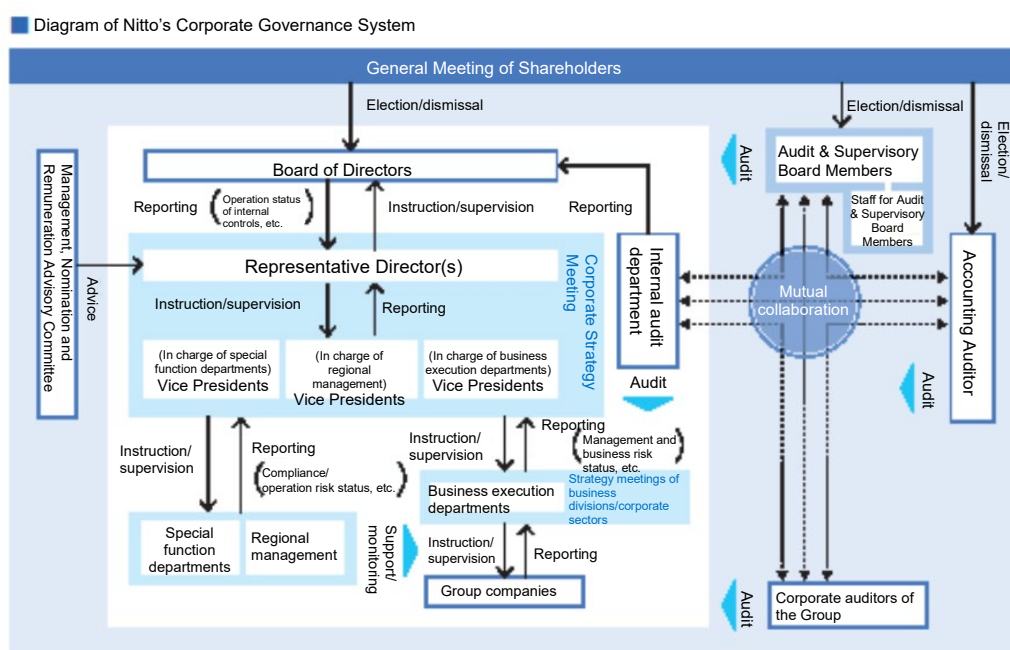 Diagram of Nitto's Corporate Governance System
General Meeting of Shareholders
Election/dismissal
Election/dismissal
Election/
dismissal
Management, Nomination and
Remuneration Advisory Committee
Advice
Board of Directors
Reporting
(Operation status
of internal
controls, etc.)
Instruction/supervision
Reporting
Audit
Audit & Supervisory
Board Members
Staff for Audit
& Supervisory
Board
Members
Representative Director(s)
Corporate Strategy
Meeting
Internal audit
department
Mutual
collaboration
Accounting Auditor
Instruction/supervision
Reporting
(In charge of special
function departments)
Vice Presidents
(In charge of
regional
management)
Vice Presidents
(In charge of business
execution departments)
Vice Presidents
Audit
Audit
Instruction/
supervision
Reporting
(Compliance/
operation risk status, etc.)
Instruction/
supervision
Reporting
(Management and
business risk
status, etc.)
Business execution
departments
Strategy meetings of
business
divisions/corporate
sectors
Special
function
departments
Regional
management
Support/
monitoring
Instruction/
supervision
Reporting
Group companies
Audit
Corporate auditors of
the Group